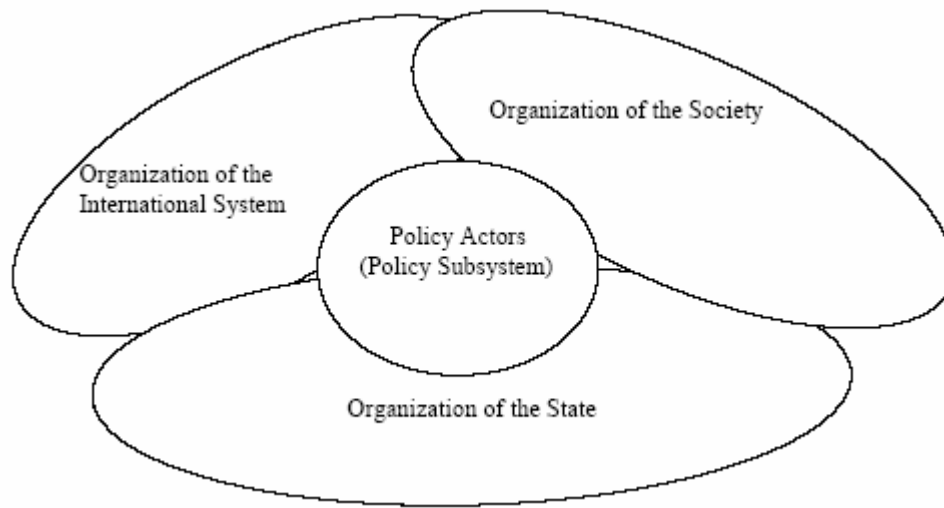 Organization of the Society
Organization of the
International System
Policy Actors
(Policy Subsystem)
Organization of the State